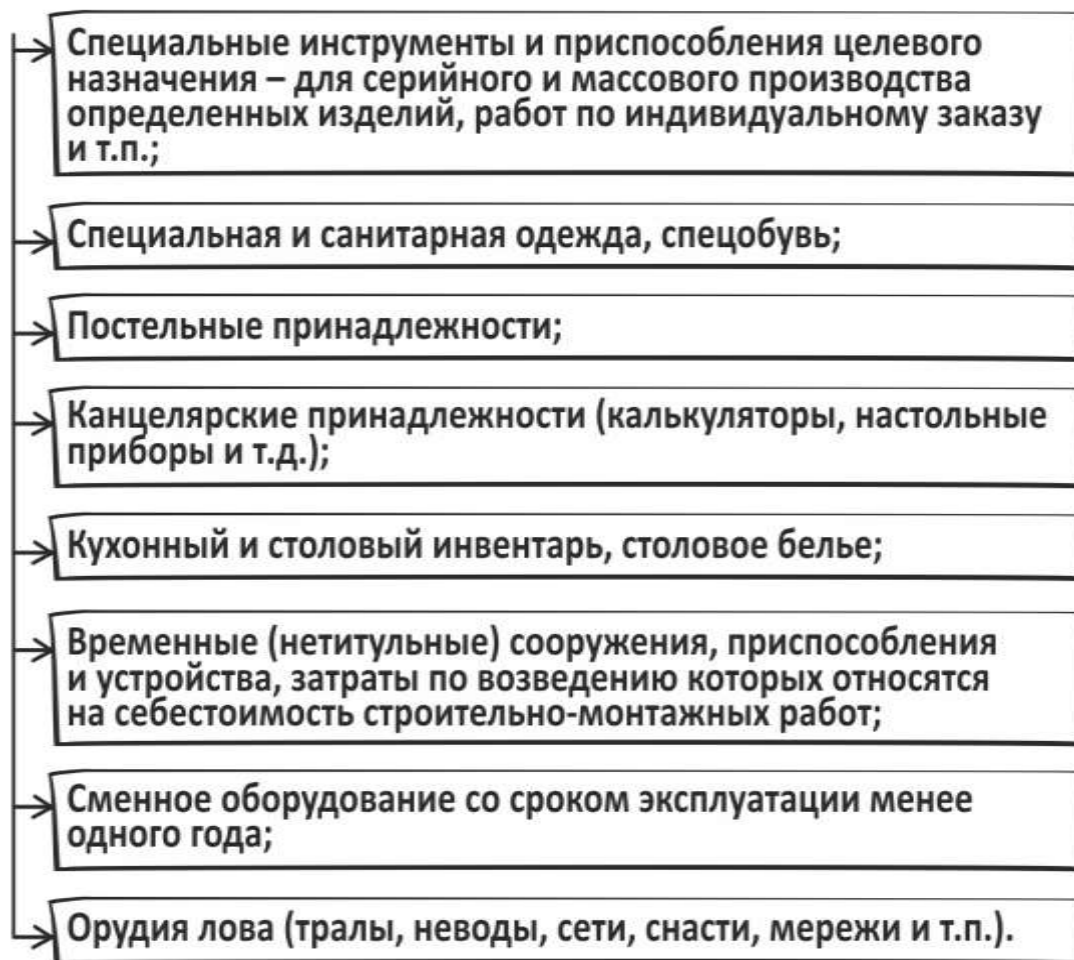 Специальные инструменты и приспособления целевого
назначения – для серийного и массового производства
определенных изделий, работ по индивидуальному заказу
и т.п.;
Специальная и санитарная одежда, спецобувь;
Постельные принадлежности;
Канцелярские принадлежности (калькуляторы, настольные
приборы и т.д.);
Кухонный и столовый инвентарь, столовое белье;
Временные (нетитульные) сооружения, приспособления
и устройства, затраты по возведению которых относятся
на себестоимость строительно-монтажных работ;
Сменное оборудование со сроком эксплуатации менее
одного года;
Орудия лова (тралы, неводы, сети, снасти, мережи и т.п.).